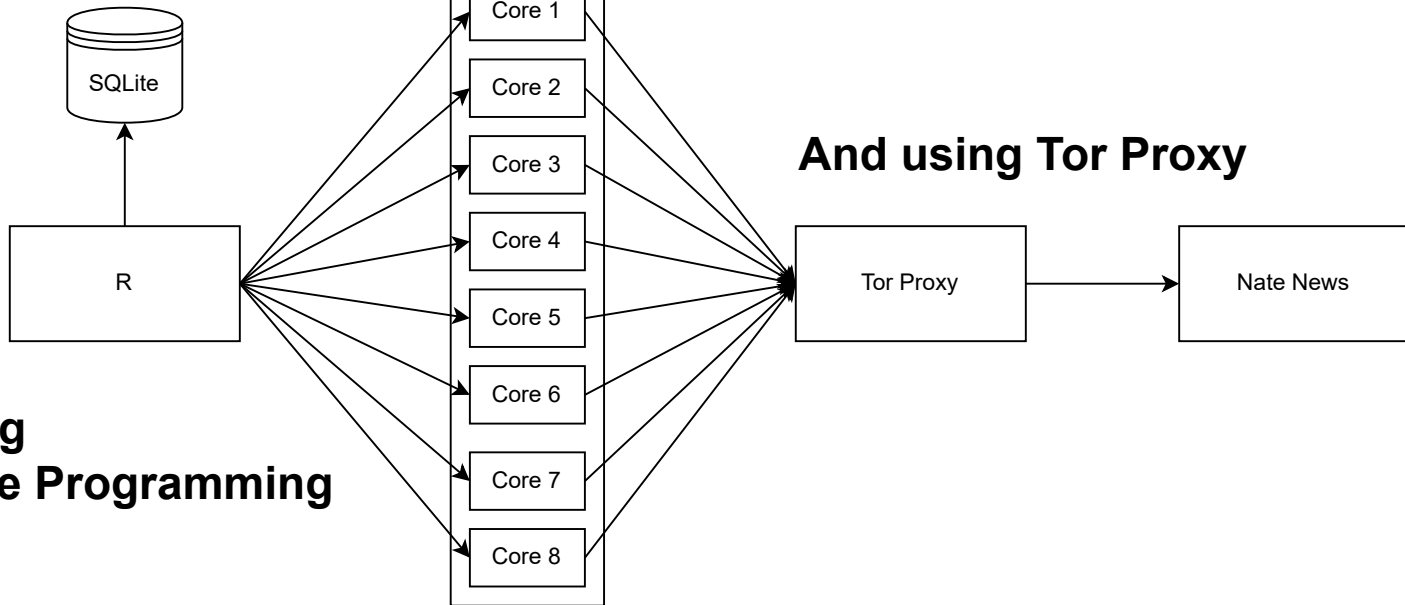 SQLite
R
Core 1
Core 2
Core 3
Core 4
Core 5
Core 6
Core 7
Core 8
And using Tor Proxy
Tor Proxy
Nate News
g
e Programming